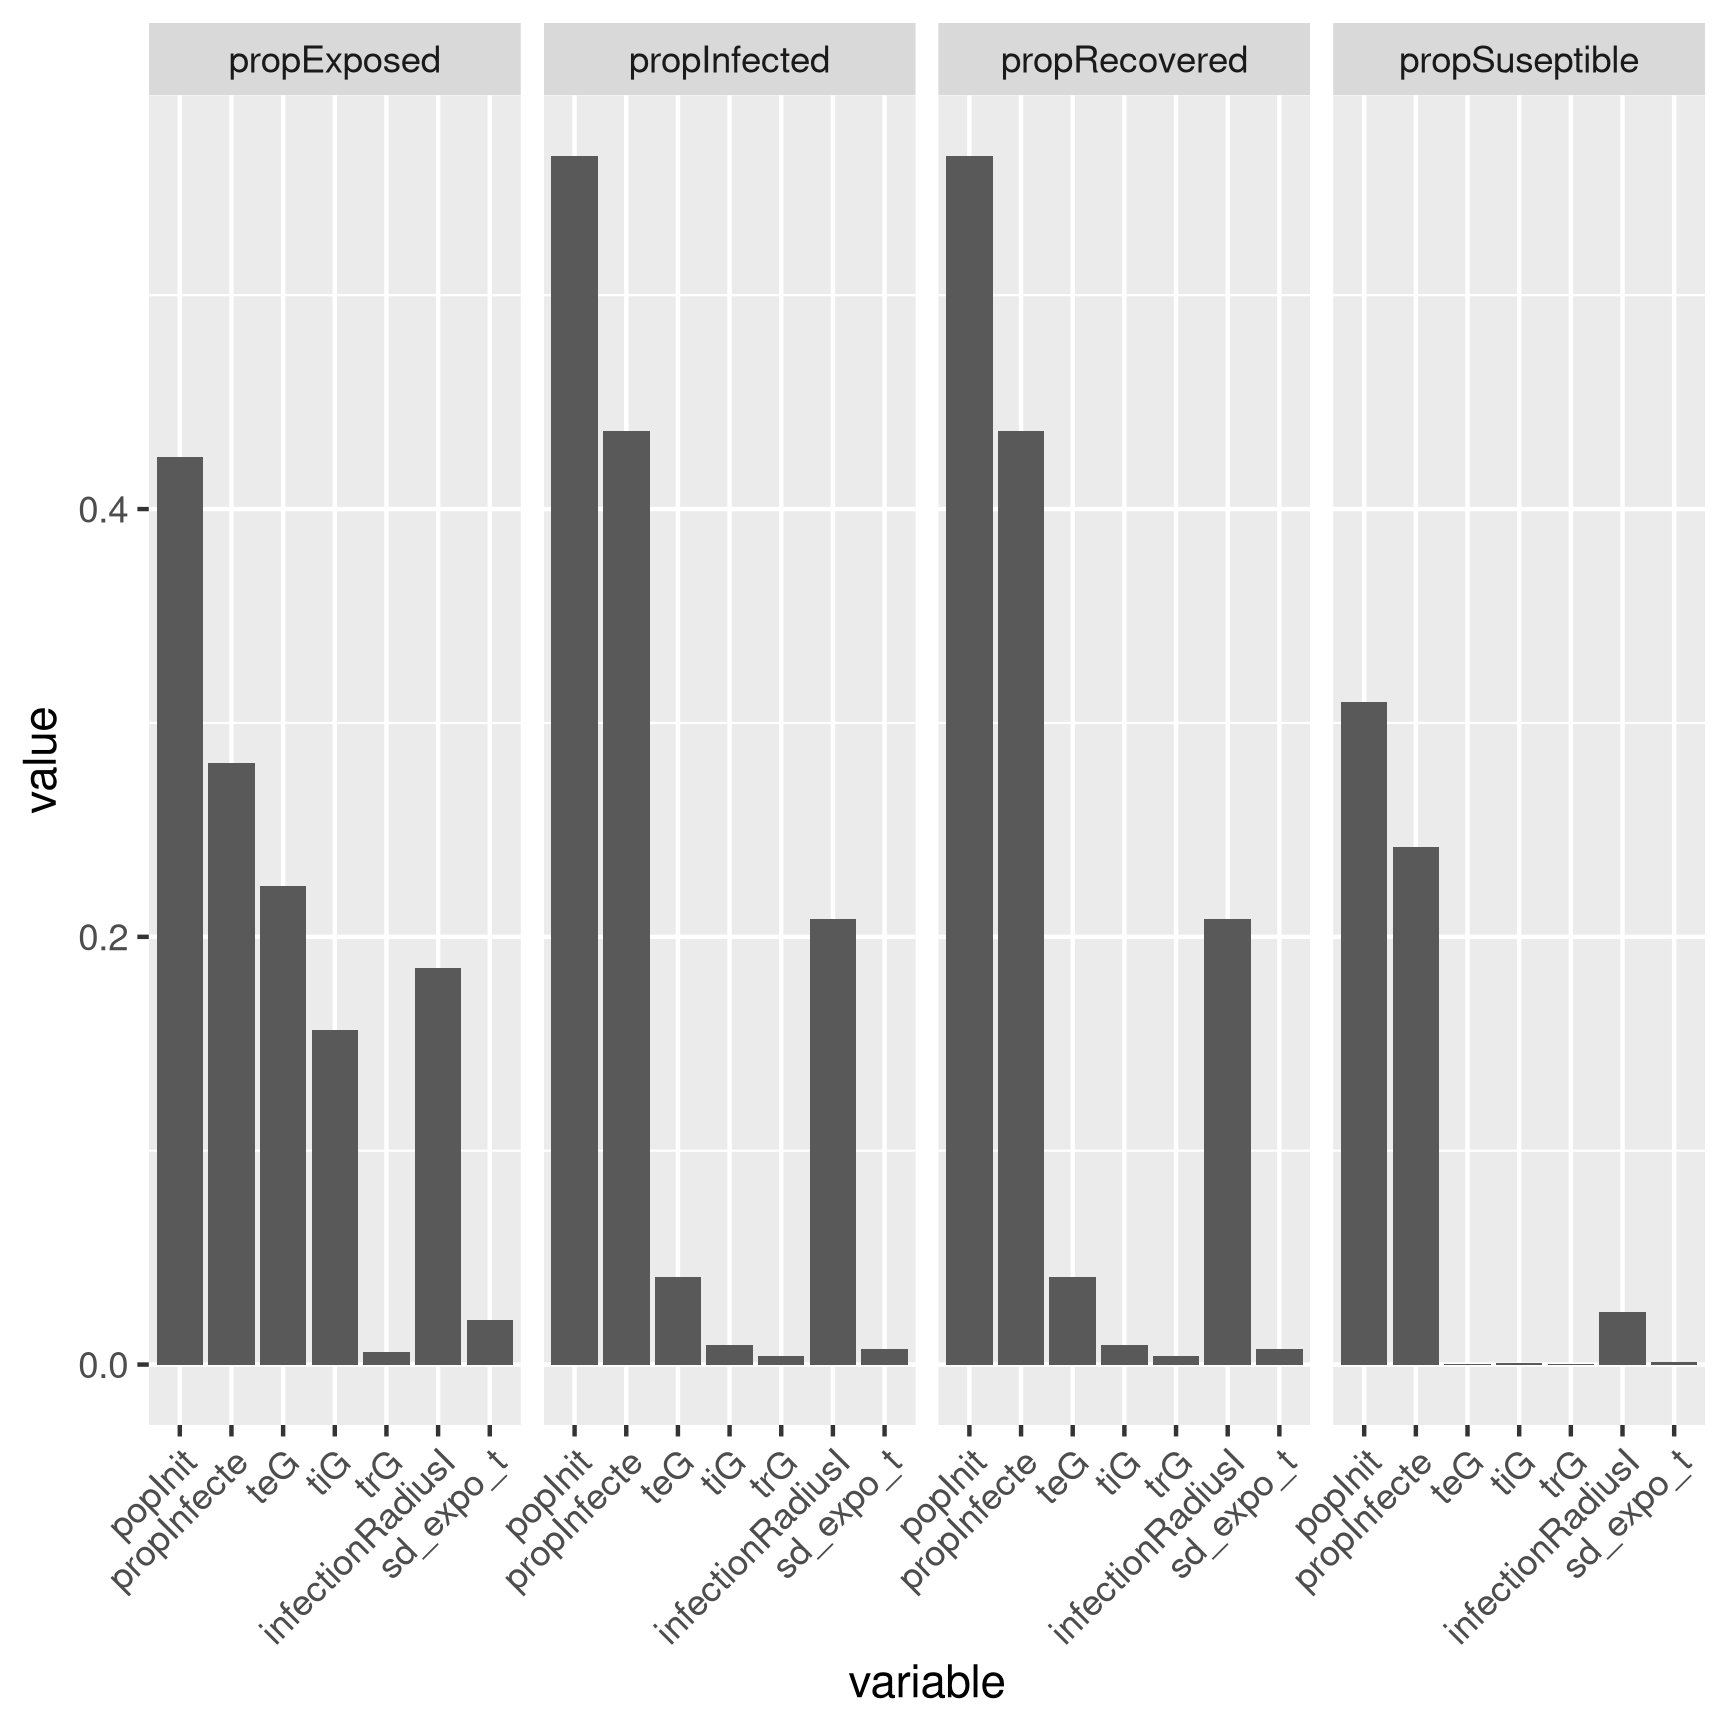 propExposed propInfected propRecovered propSuseptible
value
0.4
0.2
0.0
popInit propInfecte teG tiG trG infectionRadiusI sd_expo_t popInit propInfecte teG tiG trG infectionRadiusI sd_expo_t popInit propInfecte teG tiG trG infectionRadiusI sd_expo_t popInit propInfecte teG tiG trG infectionRadiusI sd_expo_t
variable